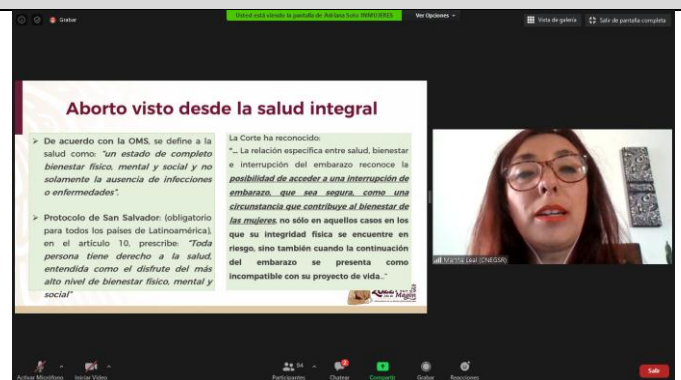 Grabar
Usted está viendo la pantalla de Adriana Soto INMUJERES
Ver Opciones
Vista de galería
Salir de pantalla completa
Aborto visto desde la salud integral
De acuerdo con la OMS, se define a la
salud como: "un estado de completo
bienestar físico, mental y social y no
solamente la ausencia de infecciones
o enfermedades".
Protocolo de San Salvador: (obligatorio
para todos los países de Latinoamérica),
en el artículo 10, prescribe: "Toda
persona tiene derecho a la salud,
entendida como el disfrute del más
alto nivel de bienestar físico, mental y
social"
La Corte ha reconocido:
"... La relación específica entre salud, bienestar
e interrupción del embarazo reconoce la
posibilidad de acceder a una interrupción de
embarazo, que sea segura, como una
circunstancia que contribuye al bienestar de
las mujeres, no sólo en aquellos casos en los
que su integridad física se encuentre en
riesgo, sino también cuando la continuación
del embarazo se presenta como
incompatible con su proyecto de vida..."
2022
Magón
Marina Leal (CNEGSR)
Activar Micrófono
Iniciar Video
94
Participantes
2
Chatear
Compartir
Grabar
Reacciones
Salir